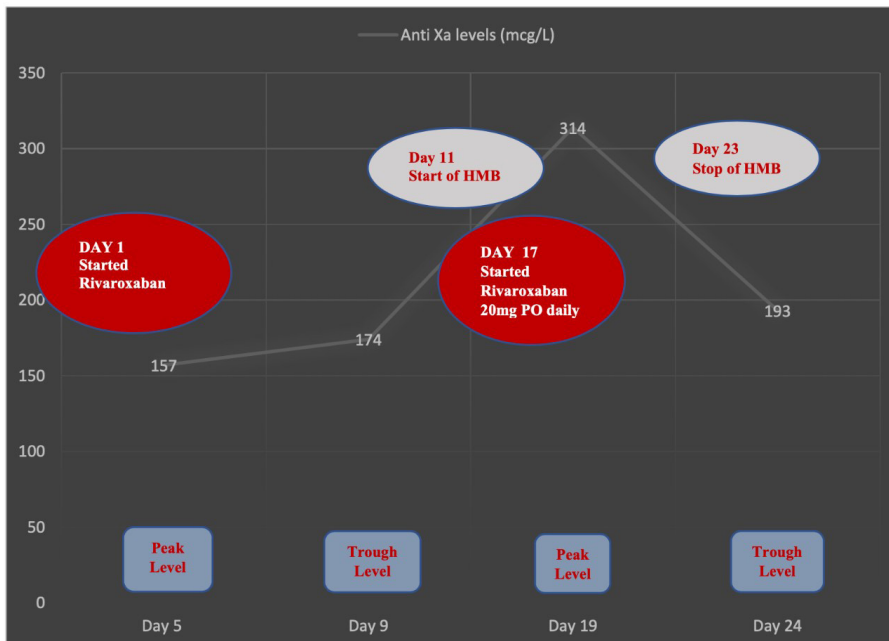 Anti Xa levels (mcg/L)
350
300
250
200
150
100
50
0
Day 11
Start of HMB
314
Day 23
Stop of HMB
DAY 1
Started
Rivaroxaban
DAY 17
Started
Rivaroxaban
20mg PO daily
157
174
193
Peak
Level
Trough
Level
Peak
Level
Trough
Level
Day 5
Day 9
Day 19
Day 24